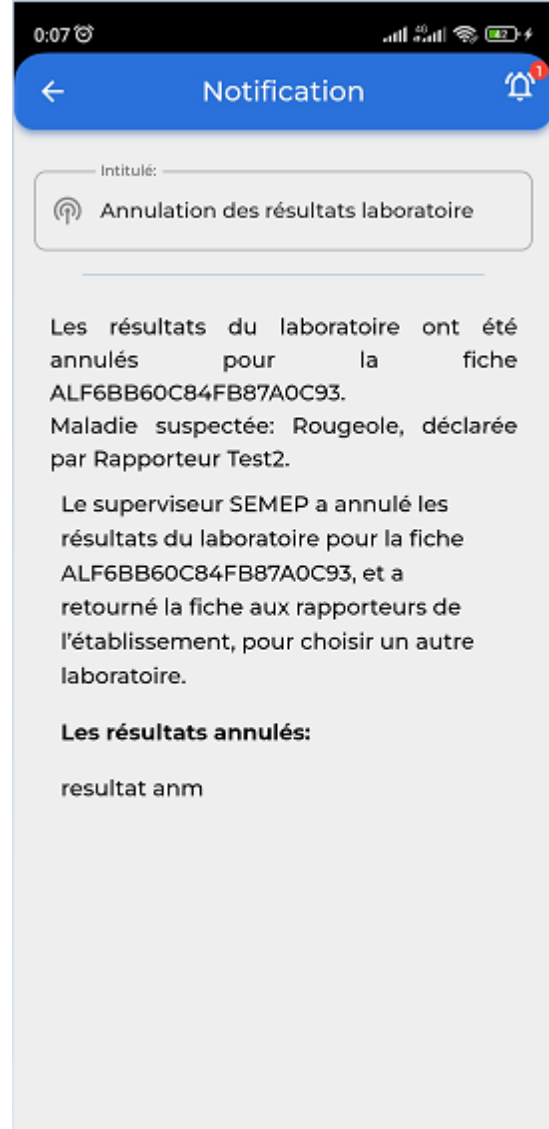 0:07
4G
42
Notification
1
Intitulé:
Annulation des résultats laboratoire
Les résultats du laboratoire ont été
annulés pour la fiche
ALF6BB60C84FB87A0C93.
Maladie suspectée: Rougeole, déclarée
par Rapporteur Test2.
Le superviseur SEMEP a annulé les
résultats du laboratoire pour la fiche
ALF6BB60C84FB87A0C93, et a
retourné la fiche aux rapporteurs de
l'établissement, pour choisir un autre
laboratoire.
Les résultats annulés:
resultat anm